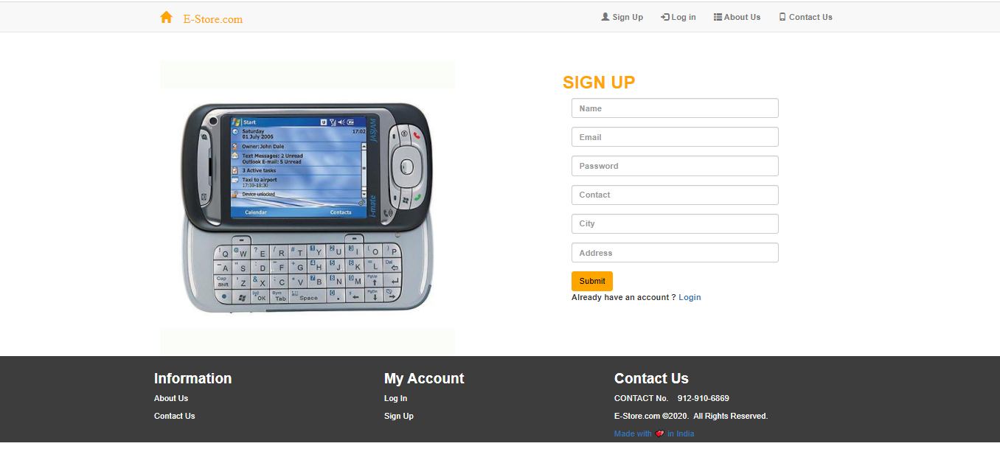 E-Store.com
Sign Up
Log in
About Us
Contact Us
SIGN UP
Name
Email
Password
Contact
City
Address
Submit
Already have an account ? Login
Start
17:02
Saturday
01 July 2006
Owner: John Dale
Text Messages: 2 Unread
Outlook E-mail: 5 Unread
3 Active tasks
Taxi to airport
17:30-18:30
Device unlocked
Calendar Contacts
JASJAM
i-mate
Q W E R T Y U I O P
A S D F G H J K L Del
Cap Shift Z X C V B N M PgUp
OK Sym Tab Space PgDn
Information
About Us
Contact Us
My Account
Log In
Sign Up
Contact Us
CONTACT No. 912-910-6869
E-Store.com ©2020. All Rights Reserved.
Made with in India